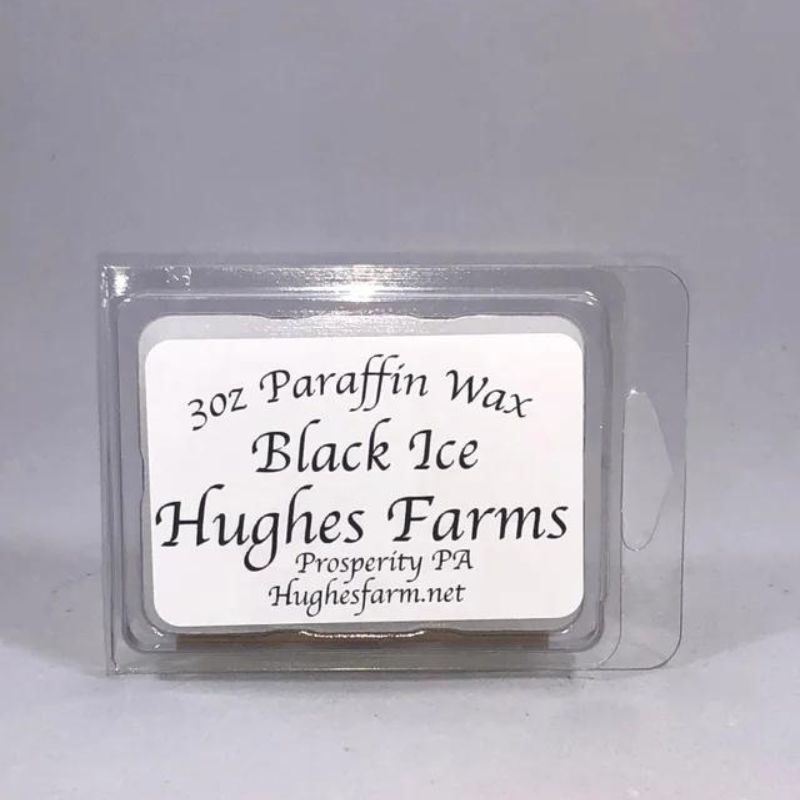 3oz Paraffin Wax
Black Ice
Hughes Farms
Prosperity PA
Hughesfarm.net